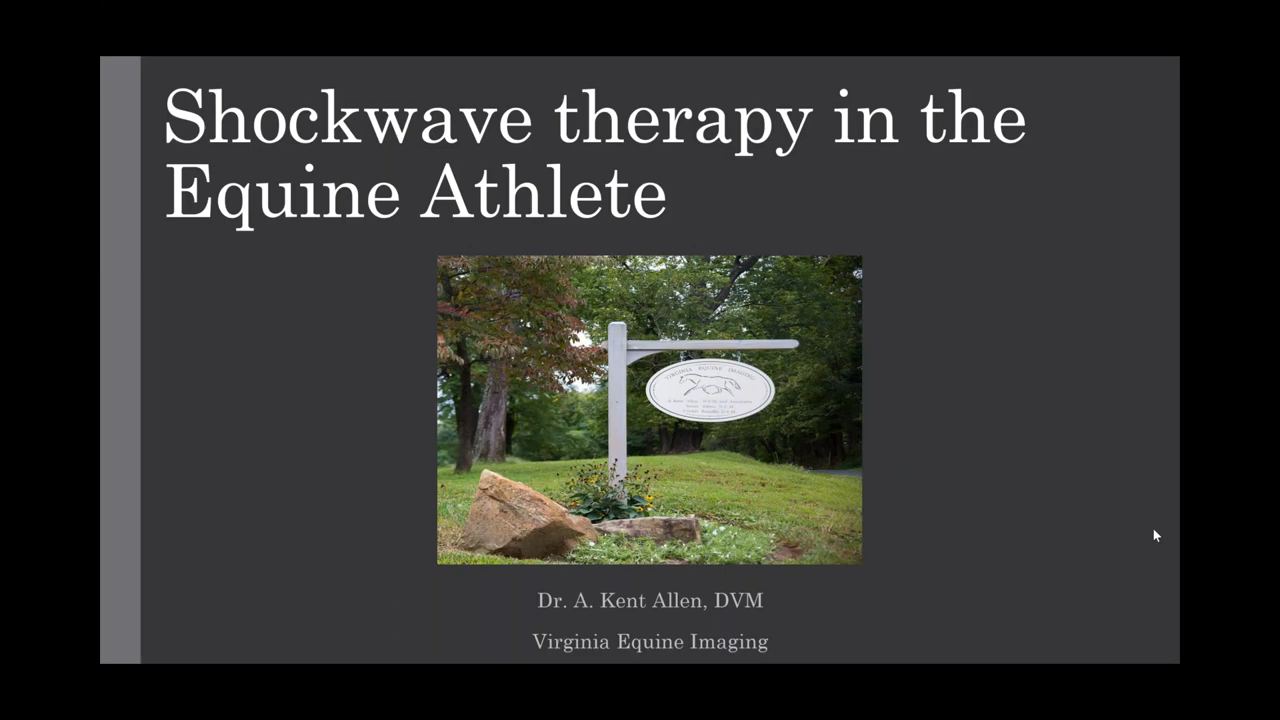 Shockwave therapy in the
Equine Athlete
VIRGINIA EQUINE IMAGING
Dr. A. Kent Allen, DVM
Virginia Equine Imaging